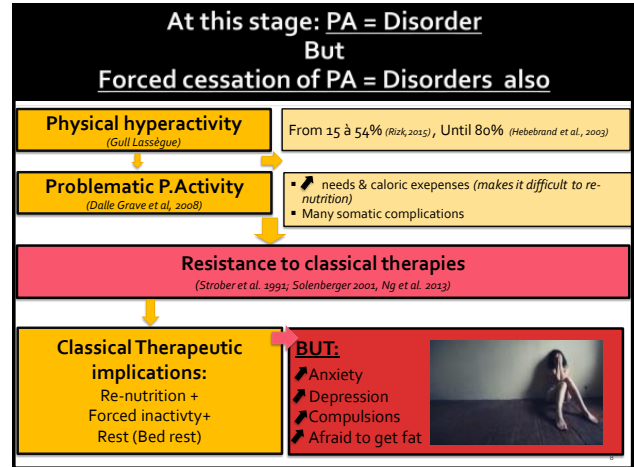 At this stage: PA = Disorder
But
Forced cessation of PA = Disorders also
Physical hyperactivity
(Gull Lassègue)
From 15 à 54% (Rizk,2015) , Until 80% (Hebebrand et al., 2003)
Problematic P.Activity
(Dalle Grave et al, 2008)
▪ ⬈ needs & caloric exepenses (makes it difficult to re-
nutrition)
▪ Many somatic complications
Resistance to classical therapies
(Strober et al. 1991; Solenberger 2001, Ng et al. 2013)
Classical Therapeutic
implications:
Re-nutrition +
Forced inactivty+
Rest (Bed rest)
BUT:
⬈Anxiety
⬈Depression
⬈Compulsions
⬈Afraid to get fat